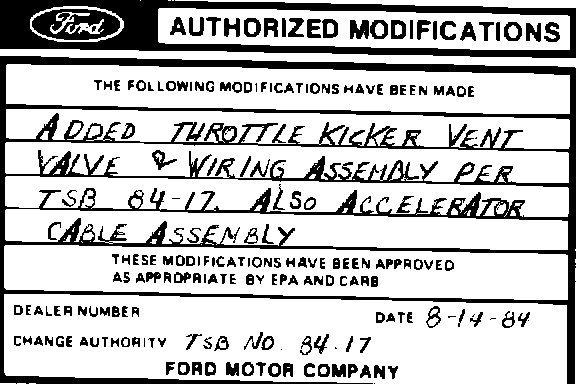 Ford AUTHORIZED MODIFICATIONS
THE FOLLOWING MODIFICATIONS HAVE BEEN MADE
ADDED THROTTLE KICKER VENT
VALVE & WIRING ASSEMBLY PER
TSB 84-17. ALSO ACCELERATOR
CABLE ASSEMBLY
THESE MODIFICATIONS HAVE BEEN APPROVED
AS APPROPRIATE BY EPA AND CARB
DEALER NUMBER DATE 8-14-84
CHANGE AUTHORITY TSB NO. 84.17
FORD MOTOR COMPANY